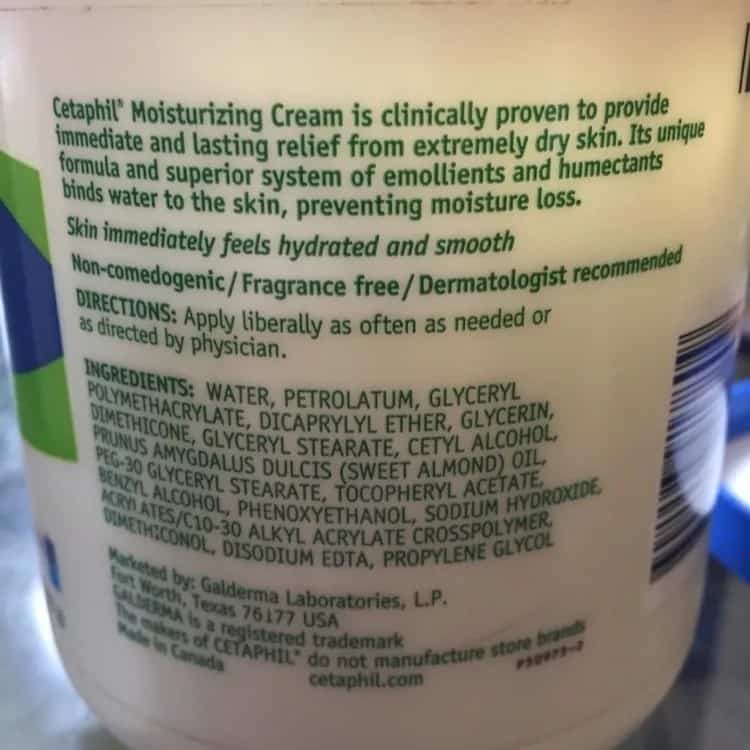 Cetaphil® Moisturizing Cream is clinically proven to provide
immediate and lasting relief from extremely dry skin. Its unique
formula and superior system of emollients and humectants
binds water to the skin, preventing moisture loss.
Skin immediately feels hydrated and smooth
Non-comedogenic/Fragrance free/Dermatologist recommended
DIRECTIONS: Apply liberally as often as needed or
as directed by physician.
INGREDIENTS: WATER, PETROLATUM, GLYCERYL
POLYMETHACRYLATE, DICAPRYLYL ETHER, GLYCERIN,
DIMETHICONE, GLYCERYL STEARATE, CETYL ALCOHOL,
PRUNUS AMYGDALUS DULCIS (SWEET ALMOND) OIL,
PEG-30 GLYCERYL STEARATE, TOCOPHERYL ACETATE,
BENZYL ALCOHOL, PHENOXYETHANOL, SODIUM HYDROXIDE,
ACRYLATES/C10-30 ALKYL ACRYLATE CROSSPOLYMER,
DIMETHICONOL, DISODIUM EDTA, PROPYLENE GLYCOL
Marketed by: Galderma Laboratories, L.P.
Fort Worth, Texas 76177 USA
GALDERMA is a registered trademark
The makers of CETAPHIL® do not manufacture store brands
Made in Canada
cetaphil.com